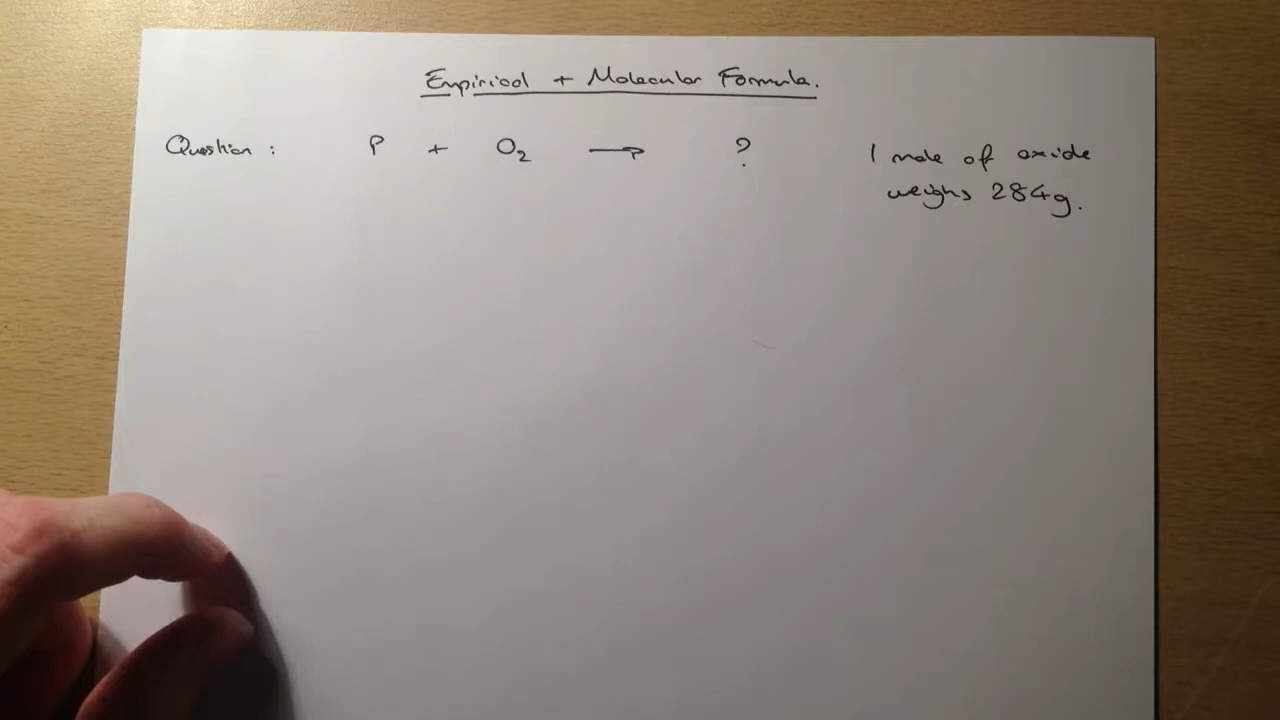 Empirical + Molecular Formula.
Question : P + O₂ → ? 1 mole of oxide
weighs 284g.